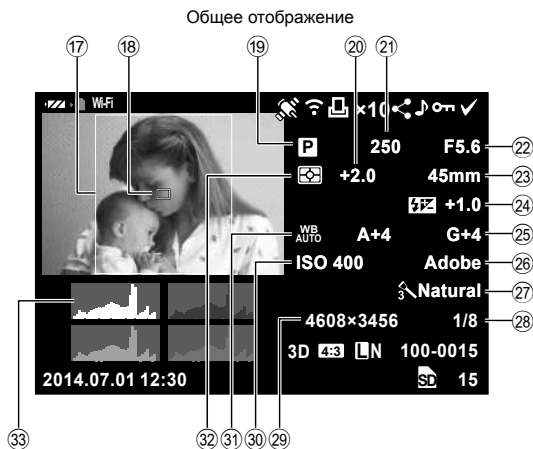 Общее отображение
⑰ ⑱ ⑲ ⑳ ㉑
Wi-Fi ×10
P 250 F5.6 ㉒
+2.0 45mm ㉓
+1.0 ㉔
WB AUTO A+4 G+4 ㉕
ISO 400 Adobe ㉖
3 Natural ㉗
4608×3456 1/8 ㉘
3D 4:3 LN 100-0015
2014.07.01 12:30 SD 15
㉝ ㉜ ㉛ ㉚ ㉙